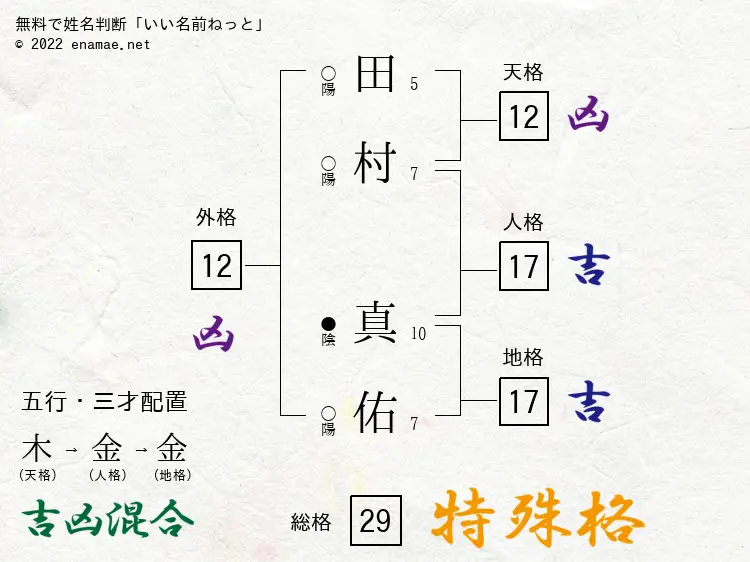 無料で姓名判断「いい名前ねっと」
© 2022 enamae.net
田 5
○陽
村 7
○陽
真 10
●陰
佑 7
○陽
天格
12 凶
人格
17 吉
地格
17 吉
外格
12
凶
五行・三才配置
木→金→金
(天格) (人格) (地格)
吉凶混合
総格 29 特殊格